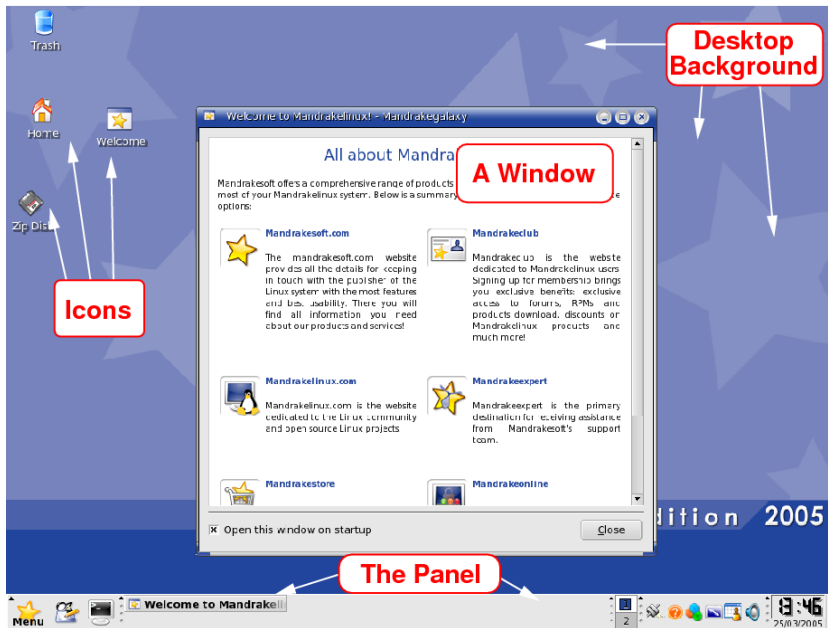 Trash
Desktop
Background
Home
Welcome
Zip Disk
Icons
Welcome to Mandrakelinux! - Mandrakegalaxy
All about Mandra
A Window
Mandrakesoft offers a comprehensive range of products
most of your Mandrakelinux system. Below is a summary
options:
Mandrakesoft.com
The mandrakesoft.com website
provides all the details for keeping
in touch with the publisher of the
Linux system with the most features
and best usability. There you will
find all information you need
about our products and services!
Mandrakeclub
Mandrakeclub is the website
dedicated to Mandrakelinux users
Signing up for membership brings
you exclusive benefits: exclusive
access to forums, RPMs and
products download, discounts on
Mandrakelinux products and
much more!
Mandrakelinux.com
Mandrakelinux.com is the website
dedicated to the Linux community
and open source Linux projects
Mandrakeexpert
Mandrakeexpert is the primary
destination for receiving assistance
from Mandrakesoft's support
team.
Mandrakestore
Mandrakeonline
Open this window on startup
Close
dition 2005
The Panel
Menu
Welcome to Mandrakeli
1
2
13:46
25/03/2005